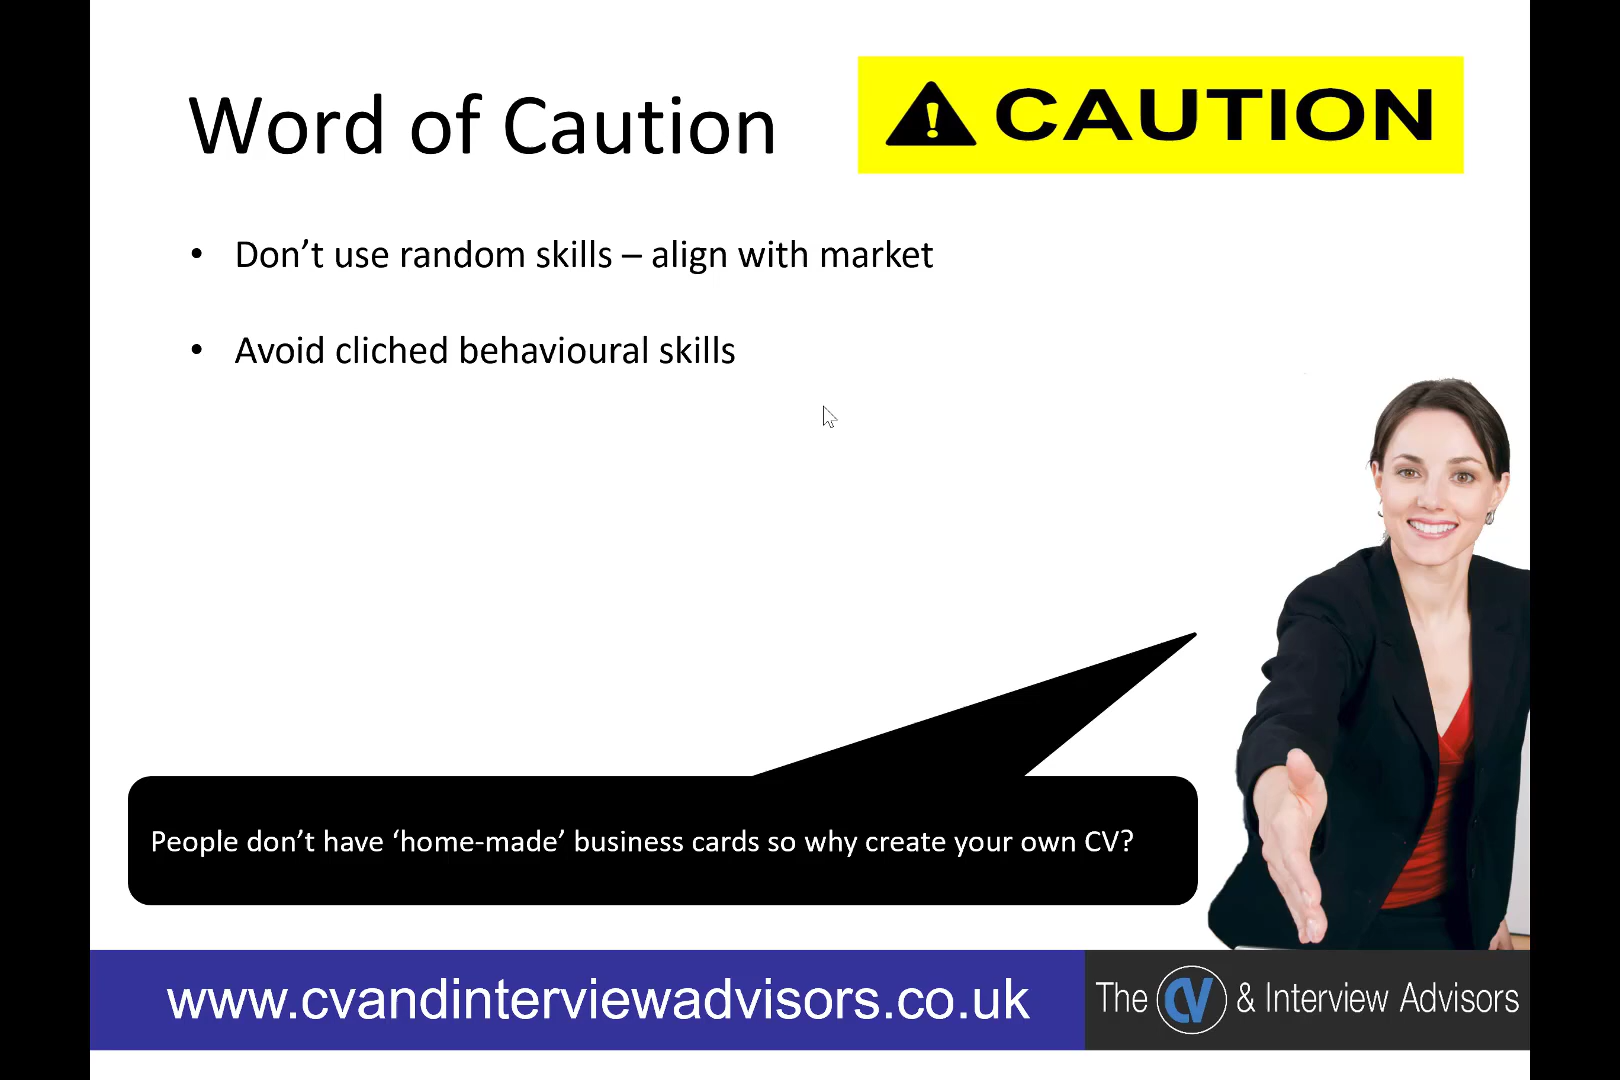 Word of Caution
CAUTION
• Don’t use random skills – align with market
• Avoid cliched behavioural skills
People don’t have ‘home-made’ business cards so why create your own CV?
www.cvandinterviewadvisors.co.uk
The CV & Interview Advisors